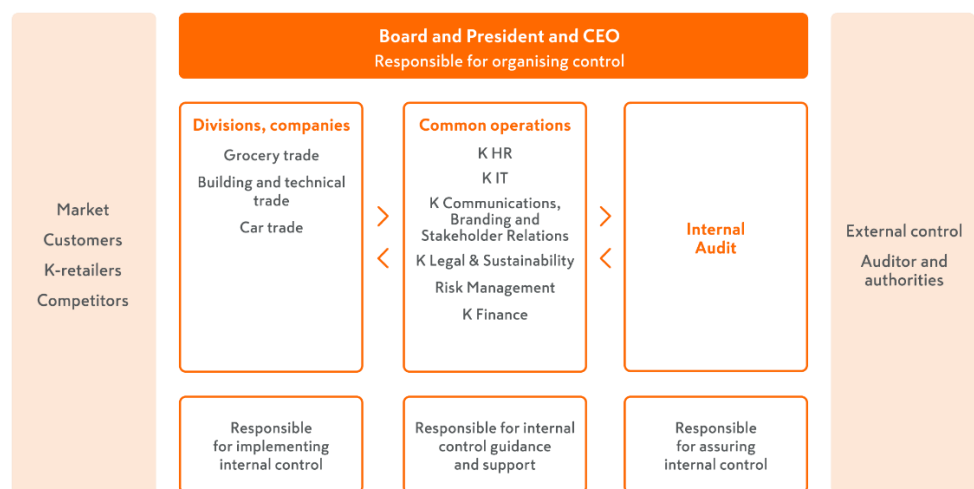 Board and President and CEO
Responsible for organising control
Market
Customers
K-retailers
Competitors
Divisions, companies
Grocery trade
Building and technical
trade
Car trade
Common operations
K HR
K IT
K Communications,
Branding and
Stakeholder Relations
K Legal & Sustainability
Risk Management
K Finance
Internal
Audit
External control
Auditor and
authorities
Responsible
for implementing
internal control
Responsible for internal
control guidance
and support
Responsible
for assuring
internal control